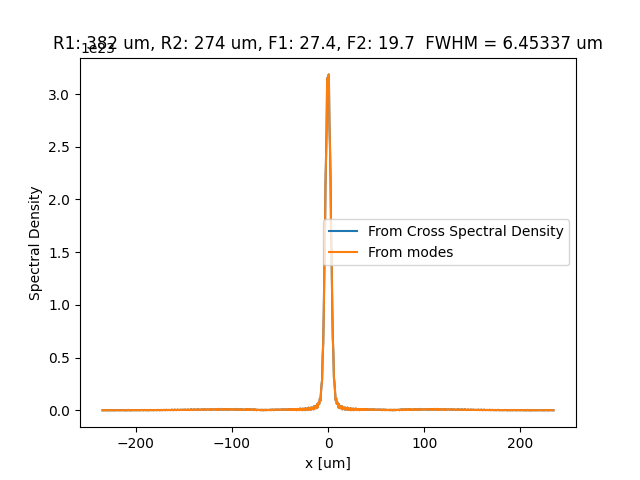 R1: 382 um, R2: 274 um, F1: 27.4, F2: 19.7  FWHM = 6.45337 um
1e23
3.0
2.5
2.0
1.5
1.0
0.5
0.0
Spectral Density
From Cross Spectral Density
From modes
−200
−100
0
100
200
x [um]